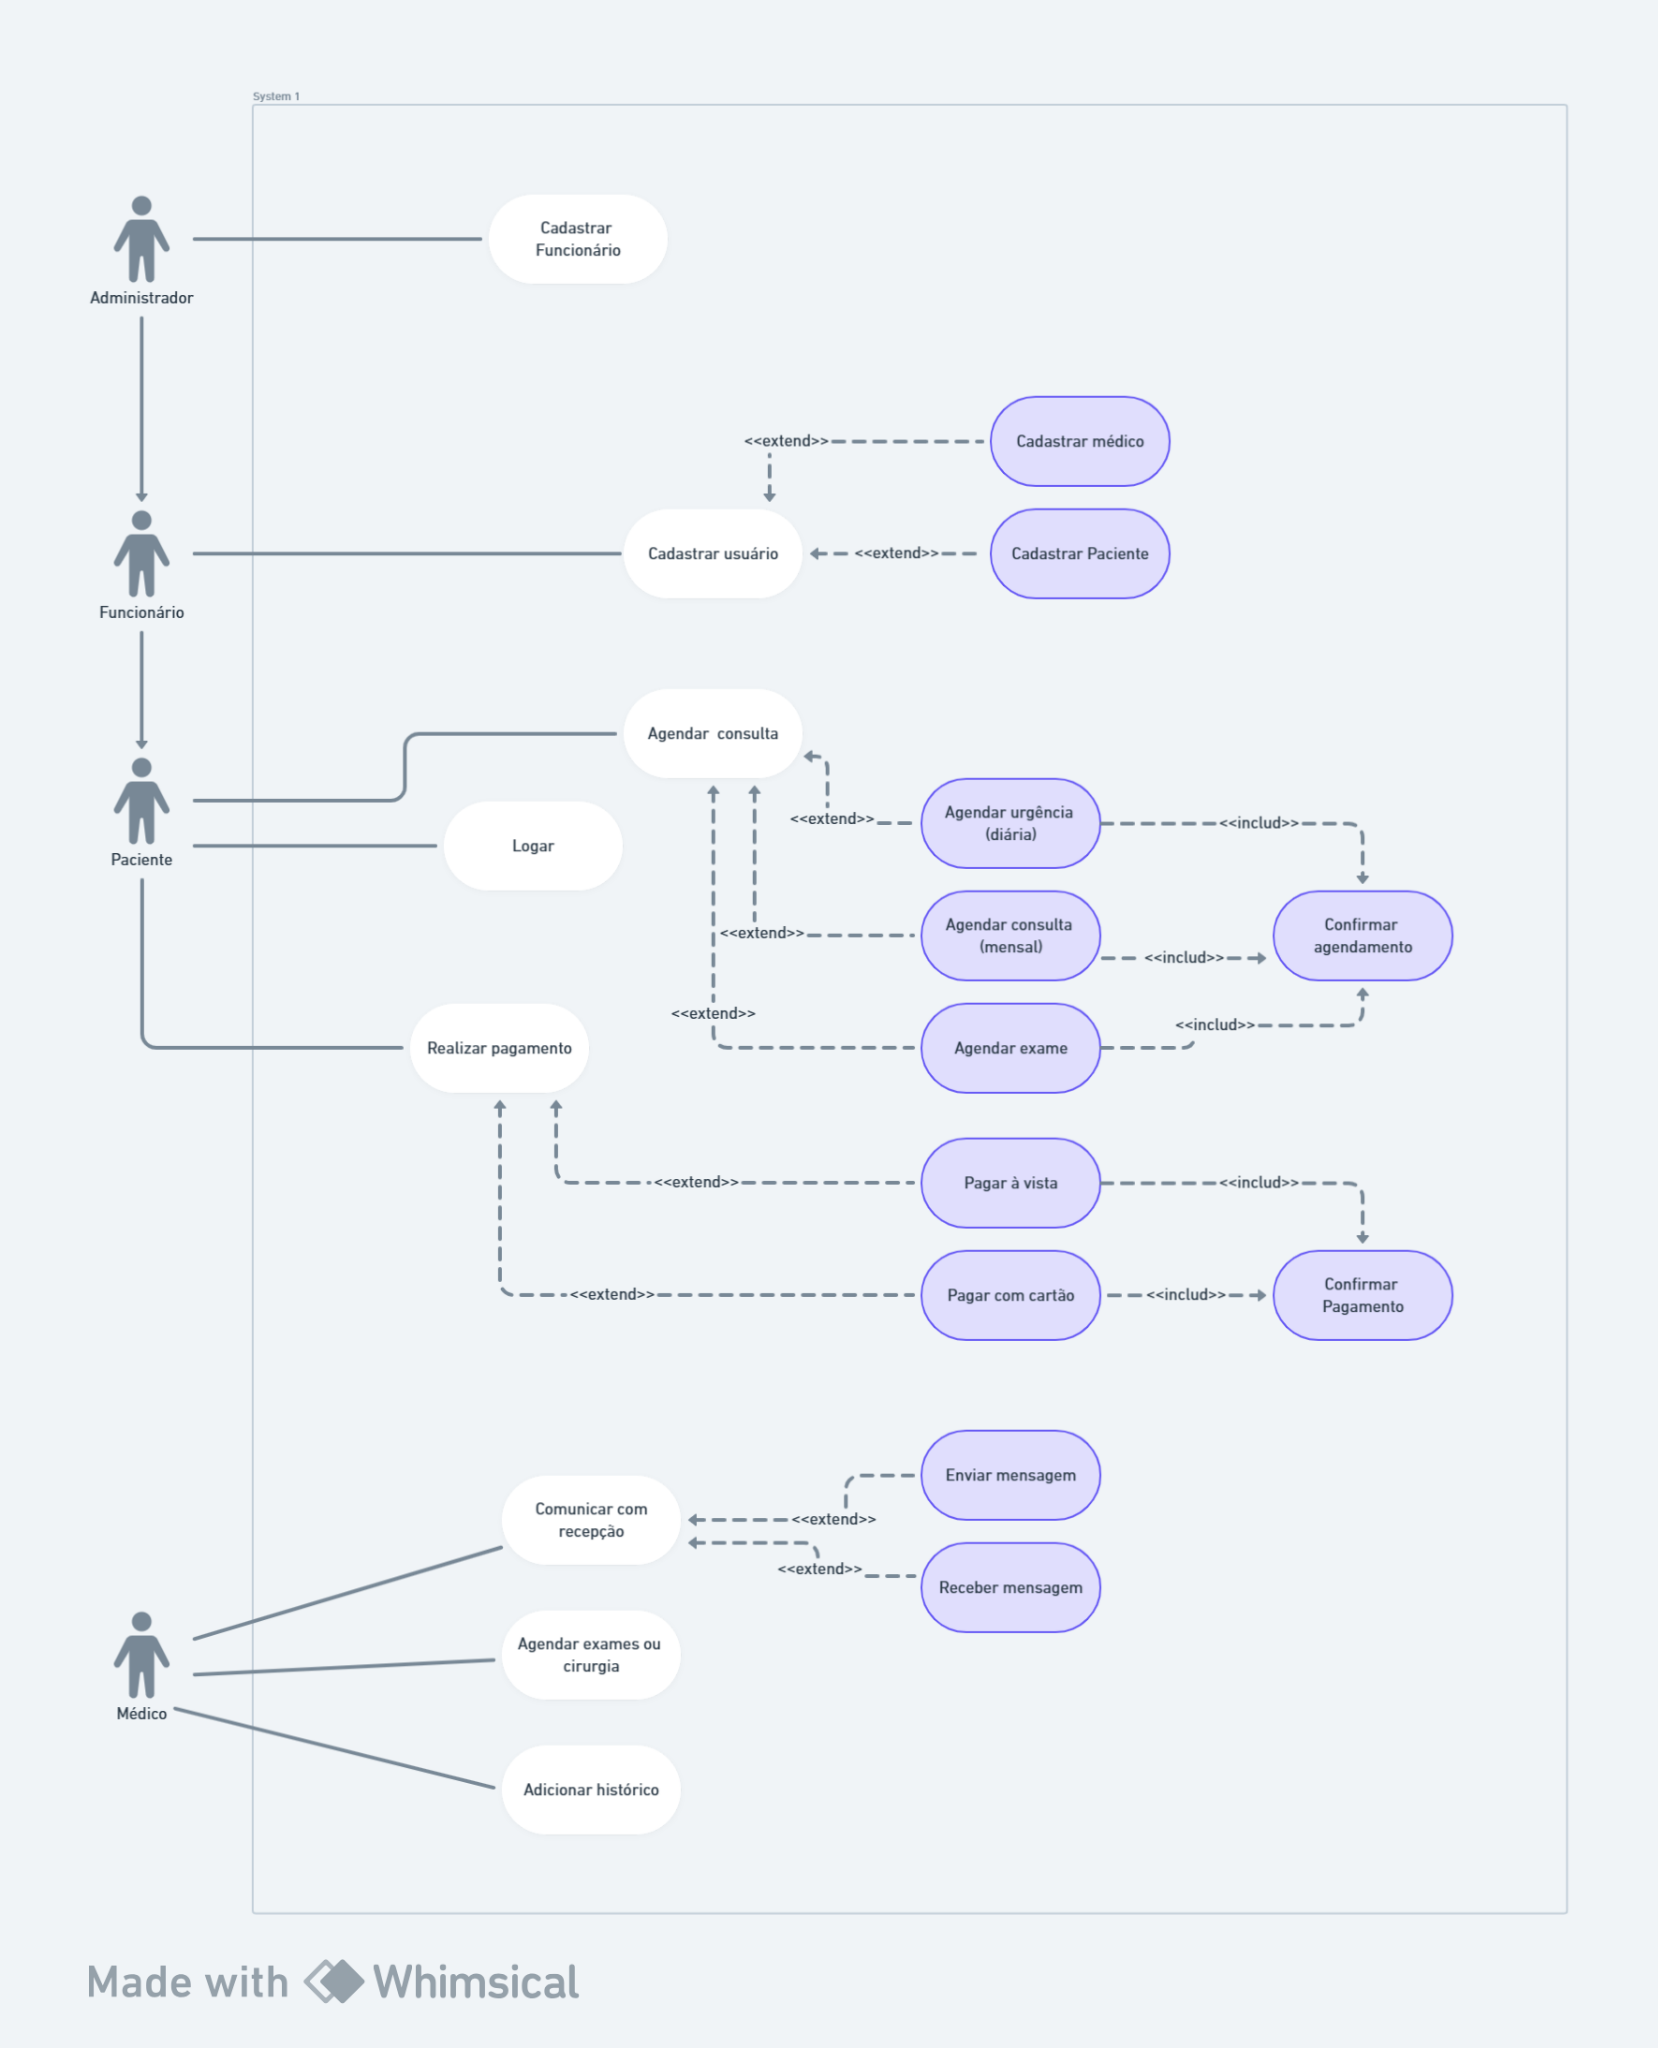 System 1
Cadastrar
Funcionário
Administrador
<<extend>>
Cadastrar médico
Cadastrar usuário
<<extend>>
Cadastrar Paciente
Funcionário
Agendar  consulta
<<extend>>
Agendar urgência
(diária)
<<includ>>
Logar
Paciente
<<extend>>
Agendar consulta
(mensal)
<<includ>>
Confirmar
agendamento
<<extend>>
<<includ>>
Realizar pagamento
Agendar exame
<<extend>>
Pagar à vista
<<includ>>
<<extend>>
Pagar com cartão
<<includ>>
Confirmar
Pagamento
Enviar mensagem
Comunicar com
recepção
<<extend>>
<<extend>>
Receber mensagem
Agendar exames ou
cirurgia
Médico
Adicionar histórico
Made with Whimsical